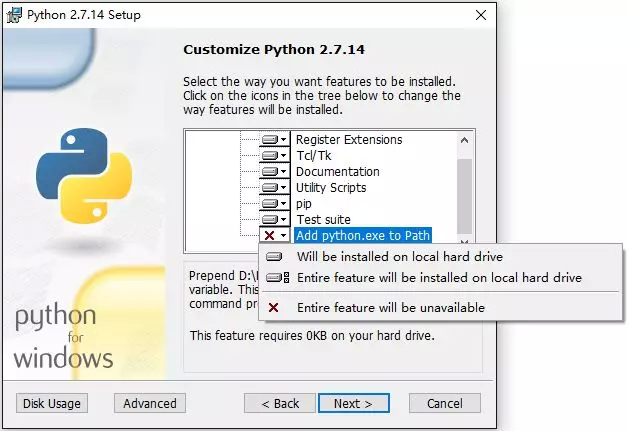 Python 2.7.14 Setup
Customize Python 2.7.14
Select the way you want features to be installed.
Click on the icons in the tree below to change the
way features will be installed.
Register Extensions
Tcl/Tk
Documentation
Utility Scripts
pip
Test suite
Add python.exe to Path
Will be installed on local hard drive
Entire feature will be installed on local hard drive
Entire feature will be unavailable
Prepend D:\
variable. This
command
This feature requires 0KB on your hard drive.
python
for
windows
Disk Usage
Advanced
< Back
Next >
Cancel